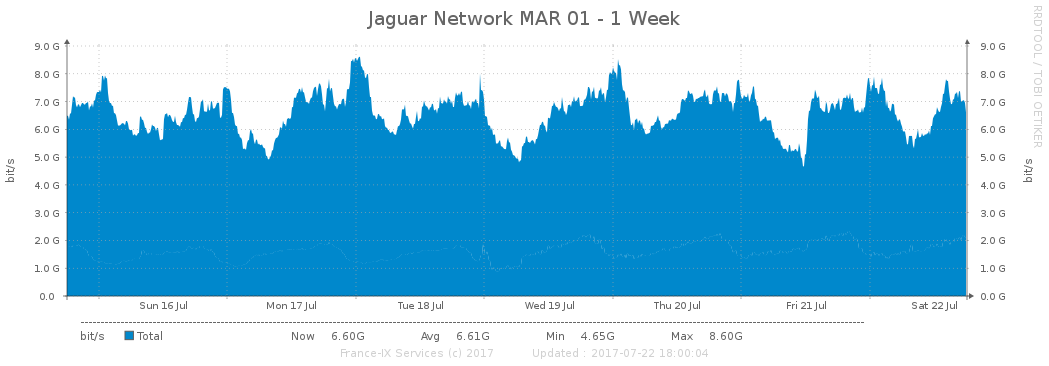 Jaguar Network MAR 01 - 1 Week
RRDTOOL / TOBI OETIKER
bit/s
bit/s
9.0 G 9.0 G
8.0 G 8.0 G
7.0 G 7.0 G
6.0 G 6.0 G
5.0 G 5.0 G
4.0 G 4.0 G
3.0 G 3.0 G
2.0 G 2.0 G
1.0 G 1.0 G
0.0 0.0 G
Sun 16 Jul Mon 17 Jul Tue 18 Jul Wed 19 Jul Thu 20 Jul Fri 21 Jul Sat 22 Jul
bit/s Total Now 6.60G Avg 6.61G Min 4.65G Max 8.60G
France-IX Services (c) 2017 Updated : 2017-07-22 18:00:04